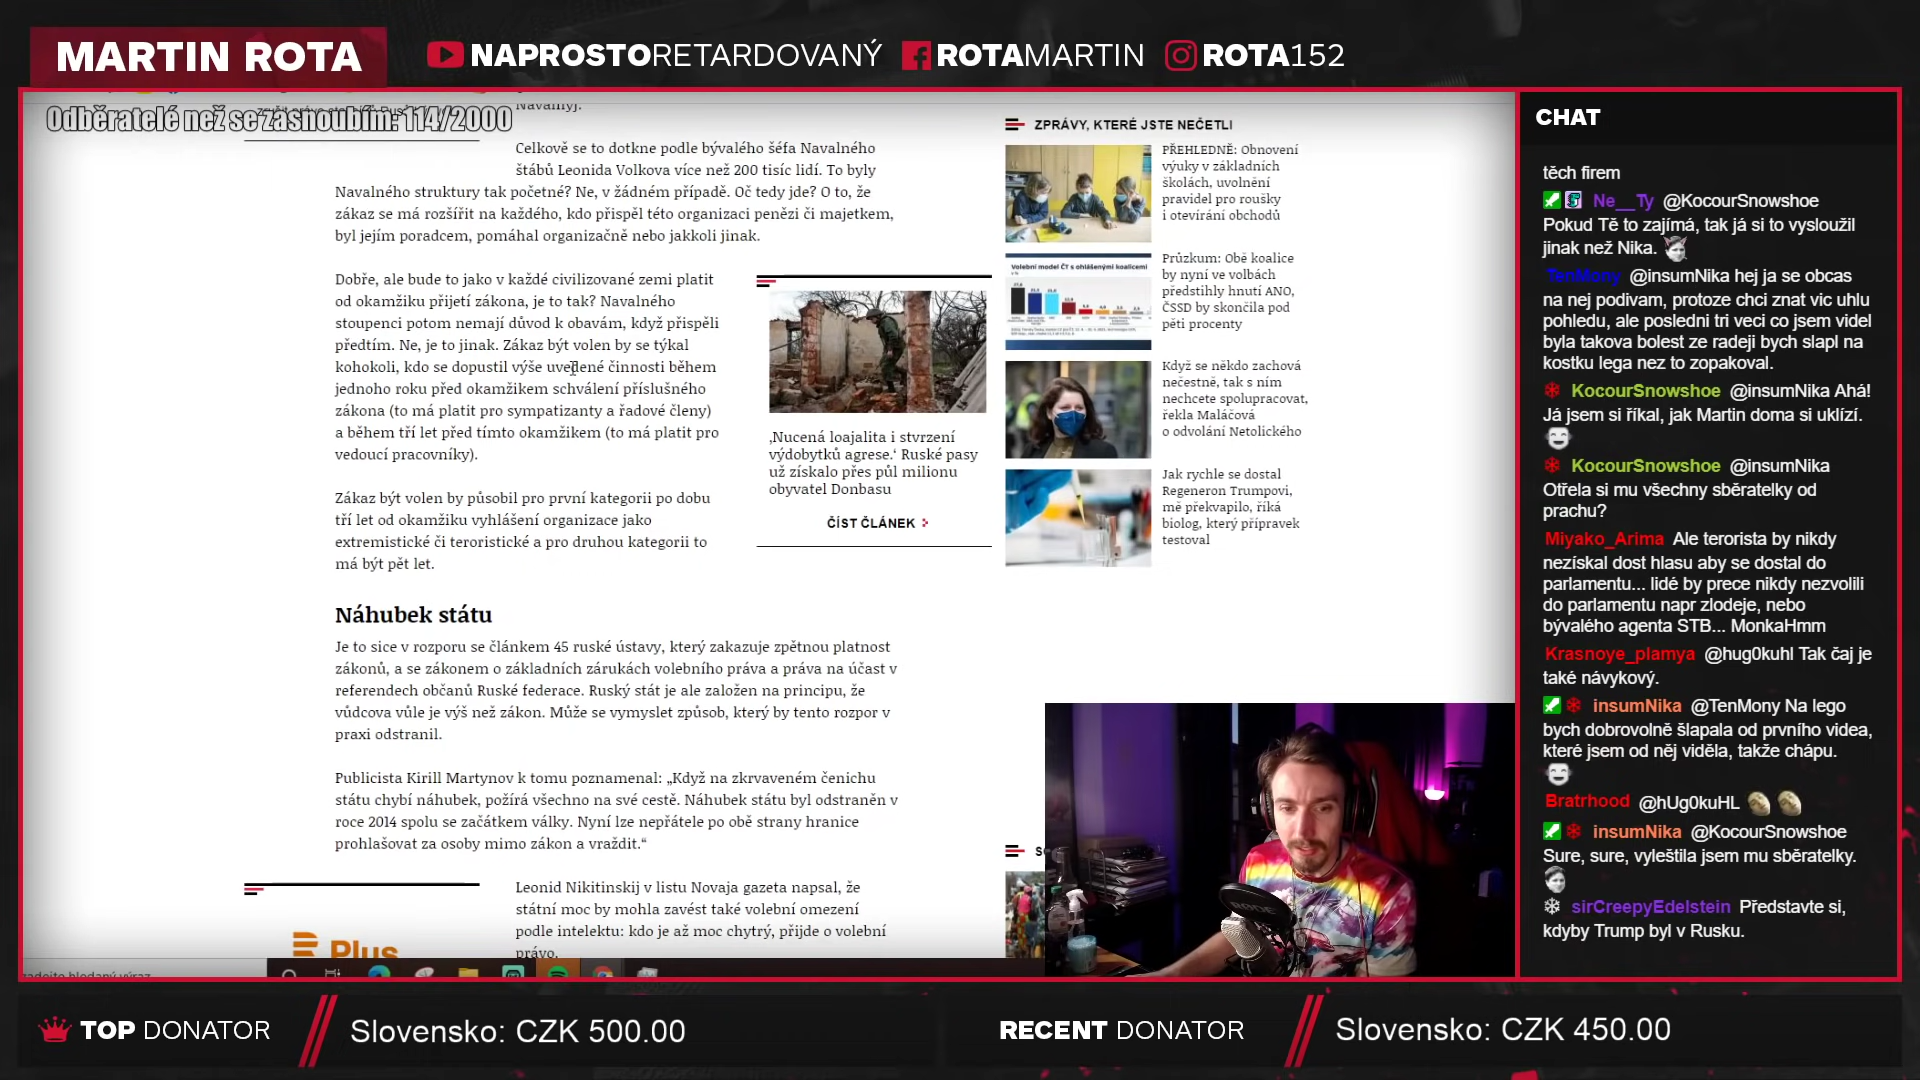 MARTIN ROTA
NAPROSTORETARDOVANÝ
ROTAMARTIN
ROTA152
Odběratelé než se zasnoubím: 114/2000
Navalnyj.
Celkově se to dotkne podle bývalého šéfa Navalného
štábů Leonida Volkova více než 200 tisíc lidí. To byly
Navalného struktury tak početné? Ne, v žádném případě. Oč tedy jde? O to, že
zákaz se má rozšířit na každého, kdo přispěl této organizaci penězi či majetkem,
byl jejím poradcem, pomáhal organizačně nebo jakkoli jinak.
Dobře, ale bude to jako v každé civilizované zemi platit
od okamžiku přijetí zákona, je to tak? Navalného
stoupenci potom nemají důvod k obavám, když přispěli
předtím. Ne, je to jinak. Zákaz být volen by se týkal
kohokoli, kdo se dopustil výše uvedené činnosti během
jednoho roku před okamžikem schválení příslušného
zákona (to má platit pro sympatizanty a řadové členy)
a během tří let před tímto okamžikem (to má platit pro
vedoucí pracovníky).
Zákaz být volen by působil pro první kategorii po dobu
tří let od okamžiku vyhlášení organizace jako
extremistické či teroristické a pro druhou kategorii to
má být pět let.
‚Nucená loajalita i stvrzení
výdobytků agrese.‘ Ruské pasy
už získalo přes půl milionu
obyvatel Donbasu
ČÍST ČLÁNEK
Náhubek státu
Je to sice v rozporu se článkem 45 ruské ústavy, který zakazuje zpětnou platnost
zákonů, a se zákonem o základních zárukách volebního práva a práva na účast v
referendech občanů Ruské federace. Ruský stát je ale založen na principu, že
vůdcova vůle je výš než zákon. Může se vymyslet způsob, který by tento rozpor v
praxi odstranil.
Publicista Kirill Martynov k tomu poznamenal: „Když na zkrvaveném čenichu
státu chybí náhubek, požírá všechno na své cestě. Náhubek státu byl odstraněn v
roce 2014 spolu se začátkem války. Nyní lze nepřátele po obě strany hranice
prohlašovat za osoby mimo zákon a vraždit.“
Leonid Nikitinskij v listu Novaja gazeta napsal, že
státní moc by mohla zavést také volební omezení
podle intelektu: kdo je až moc chytrý, přijde o volební
právo.
Plus
zadejte hledaný výraz
ZPRÁVY, KTERÉ JSTE NEČETLI
PŘEHLEDNĚ: Obnovení
výuky v základních
školách, uvolnění
pravidel pro roušky
i otevírání obchodů
Volební model ČT s ohlášenými koalicemi
Průzkum: Obě koalice
by nyní ve volbách
předstihly hnutí ANO,
ČSSD by skončila pod
pěti procenty
Když se někdo zachová
nečestně, tak s ním
nechcete spolupracovat,
řekla Maláčová
o odvolání Netolického
Jak rychle se dostal
Regeneron Trumpovi,
mě překvapilo, říká
biolog, který přípravek
testoval
RODE
CHAT
těch firem
Ne__Ty @KocourSnowshoe
Pokud Tě to zajímá, tak já si to vysloužil
jinak než Nika.
TenMony @insumNika hej ja se obcas
na nej podivam, protoze chci znat vic uhlu
pohledu, ale posledni tri veci co jsem videl
byla takova bolest ze radeji bych slapl na
kostku lega nez to zopakoval.
KocourSnowshoe @insumNika Ahá!
Já jsem si říkal, jak Martin doma si uklízí.
KocourSnowshoe @insumNika
Otřela si mu všechny sběratelky od
prachu?
Miyako_Arima Ale terorista by nikdy
nezískal dost hlasu aby se dostal do
parlamentu... lidé by prece nikdy nezvolili
do parlamentu napr zlodeje, nebo
bývalého agenta STB... MonkaHmm
Krasnoye_plamya @hug0kuhl Tak čaj je
také návykový.
insumNika @TenMony Na lego
bych dobrovolně šlapala od prvního videa,
které jsem od něj viděla, takže chápu.
Bratrhood @hUg0kuHL
insumNika @KocourSnowshoe
Sure, sure, vyleštila jsem mu sběratelky.
sirCreepyEdelstein Představte si,
kdyby Trump byl v Rusku.
TOP DONATOR
Slovensko: CZK 500.00
RECENT DONATOR
Slovensko: CZK 450.00